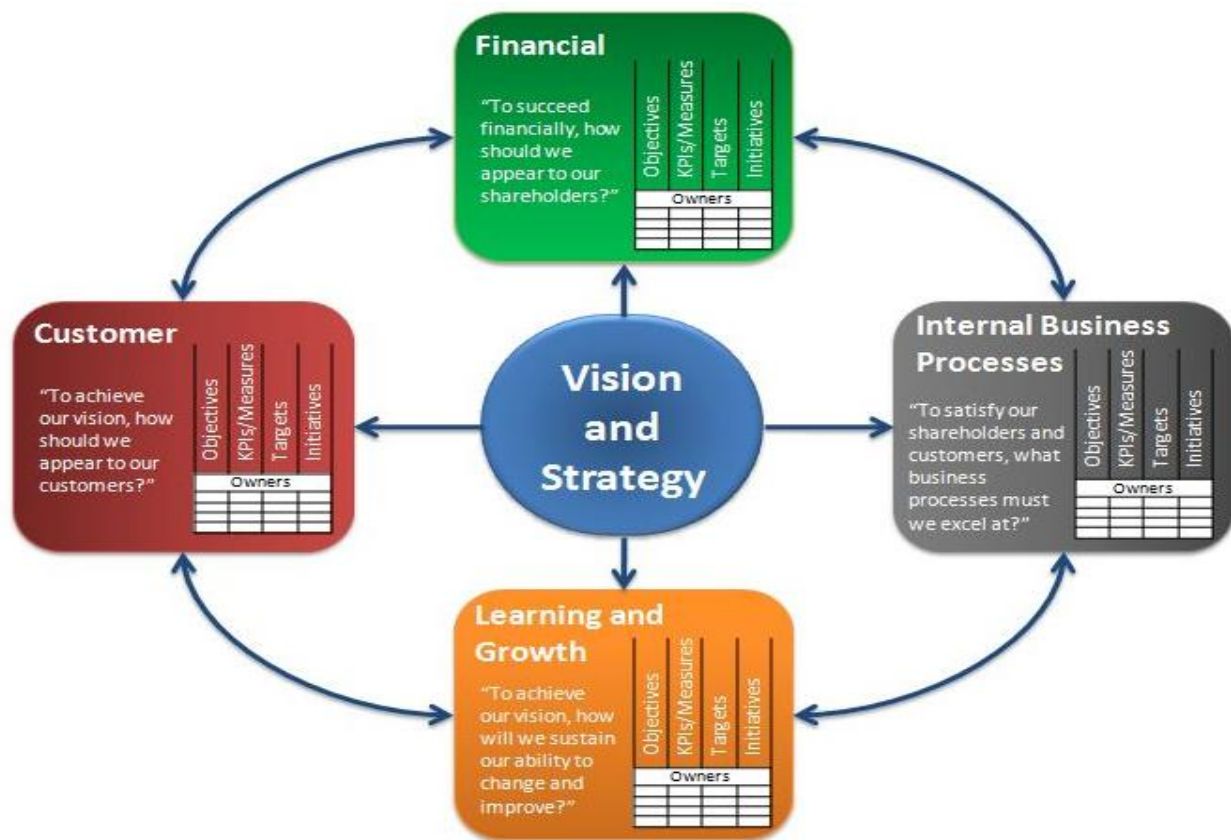 Financial
“To succeed
financially, how
should we
appear to our
shareholders?”
Objectives
KPIs/Measures
Targets
Initiatives
Owners
Customer
“To achieve
our vision, how
should we
appear to our
customers?”
Objectives
KPIs/Measures
Targets
Initiatives
Owners
Vision
and
Strategy
Internal Business
Processes
“To satisfy our
shareholders and
customers, what
business
processes must
we excel at?”
Objectives
KPIs/Measures
Targets
Initiatives
Owners
Learning and
Growth
“To achieve
our vision, how
will we sustain
our ability to
change and
improve?”
Objectives
KPIs/Measures
Targets
Initiatives
Owners